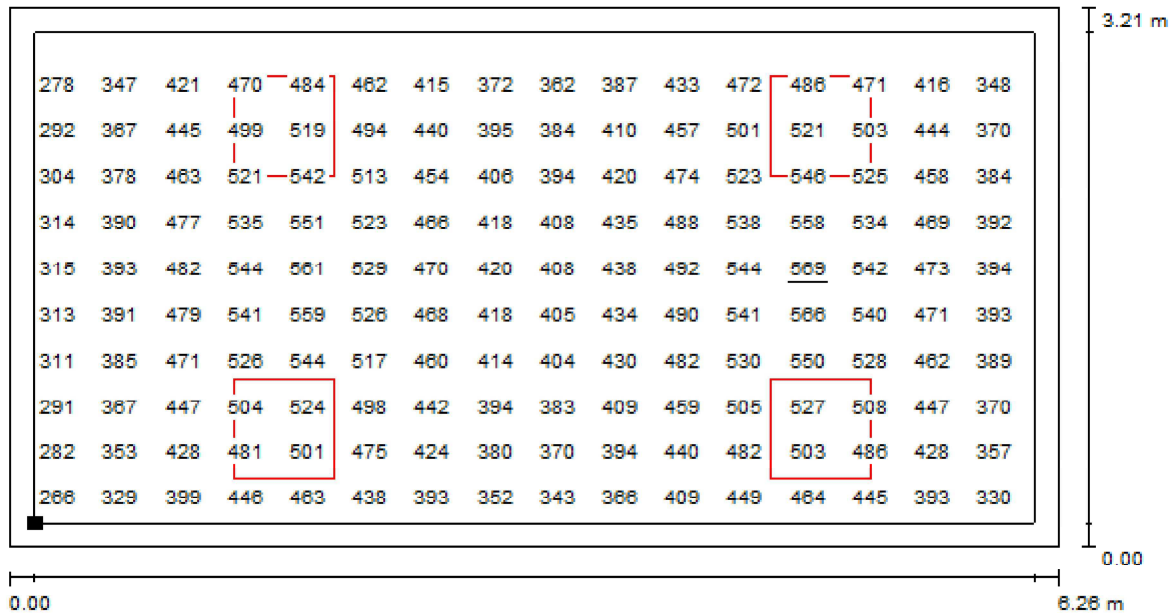 3.21 m
278 347 421 470 484 462 415 372 362 387 433 472 486 471 416 348
292 367 445 499 519 494 440 395 384 410 457 501 521 503 444 370
304 378 463 521 542 513 454 406 394 420 474 523 546 525 458 384
314 390 477 535 551 523 466 418 408 435 488 538 558 534 469 392
315 393 482 544 561 529 470 420 408 438 492 544 569 542 473 394
313 391 479 541 559 526 468 418 405 434 490 541 566 540 471 393
311 385 471 526 544 517 460 414 404 430 482 530 550 528 462 389
291 367 447 504 524 498 442 394 383 409 459 505 527 508 447 370
282 353 428 481 501 475 424 380 370 394 440 482 503 486 428 357
266 329 399 446 463 438 393 352 343 366 409 449 464 445 393 330
0.00
0.00 6.26 m